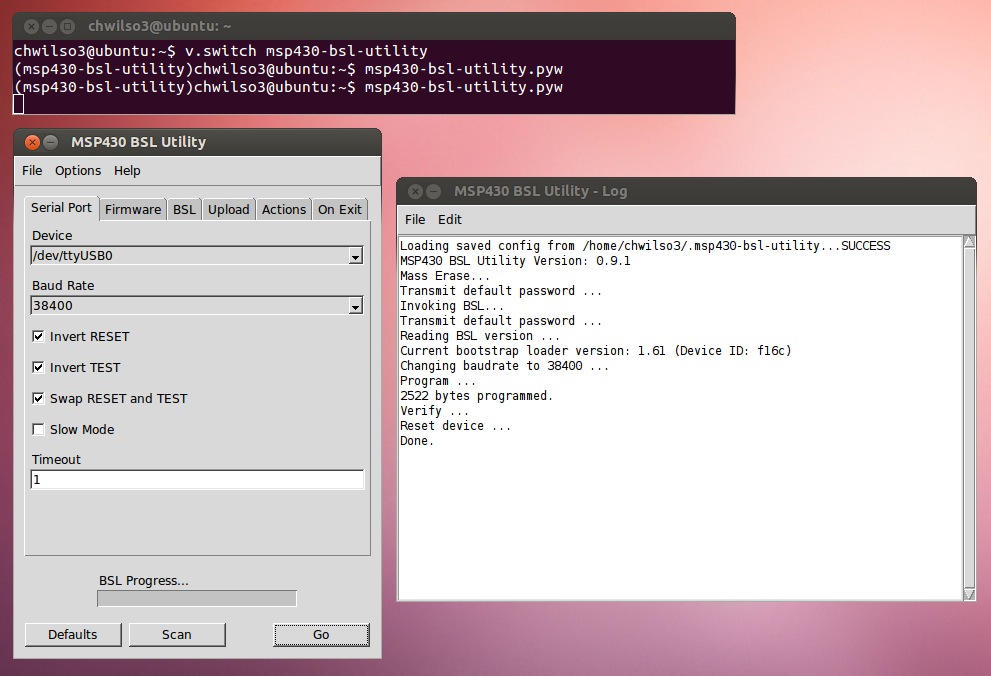 chwilso3@ubuntu: ~
chwilso3@ubuntu:~$ v.switch msp430-bsl-utility
(msp430-bsl-utility)chwilso3@ubuntu:~$ msp430-bsl-utility.pyw
(msp430-bsl-utility)chwilso3@ubuntu:~$ msp430-bsl-utility.pyw
MSP430 BSL Utility
File Options Help
Serial Port Firmware BSL Upload Actions On Exit
Device
/dev/ttyUSB0
Baud Rate
38400
Invert RESET
Invert TEST
Swap RESET and TEST
Slow Mode
Timeout
1
BSL Progress...
Defaults Scan Go
MSP430 BSL Utility - Log
File Edit
Loading saved config from /home/chwilso3/.msp430-bsl-utility...SUCCESS
MSP430 BSL Utility Version: 0.9.1
Mass Erase...
Transmit default password ...
Invoking BSL...
Transmit default password ...
Reading BSL version ...
Current bootstrap loader version: 1.61 (Device ID: f16c)
Changing baudrate to 38400 ...
Program ...
2522 bytes programmed.
Verify ...
Reset device ...
Done.